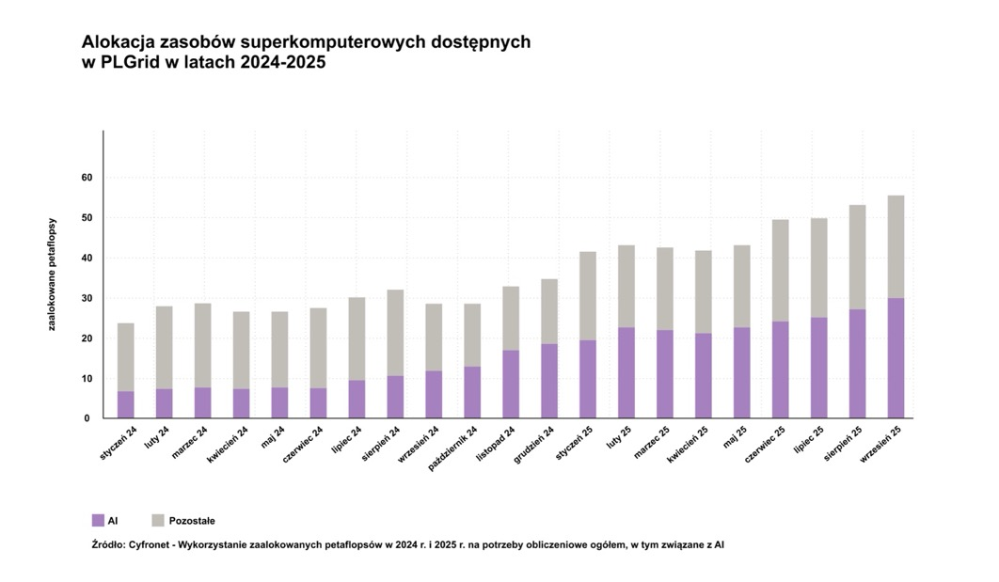 Alokacja zasobów superkomputerowych dostępnych
w PLGrid w latach 2024-2025
zaalokowane petaflopsy
60
50
40
30
20
10
0
styczeń 24
luty 24
marzec 24
kwiecień 24
maj 24
czerwiec 24
lipiec 24
sierpień 24
wrzesień 24
październik 24
listopad 24
grudzień 24
styczeń 25
luty 25
marzec 25
kwiecień 25
maj 25
czerwiec 25
lipiec 25
sierpień 25
wrzesień 25
AI
Pozostałe
Źródło: Cyfronet - Wykorzystanie zaalokowanych petaflopsów w 2024 r. i 2025 r. na potrzeby obliczeniowe ogółem, w tym związane z AI